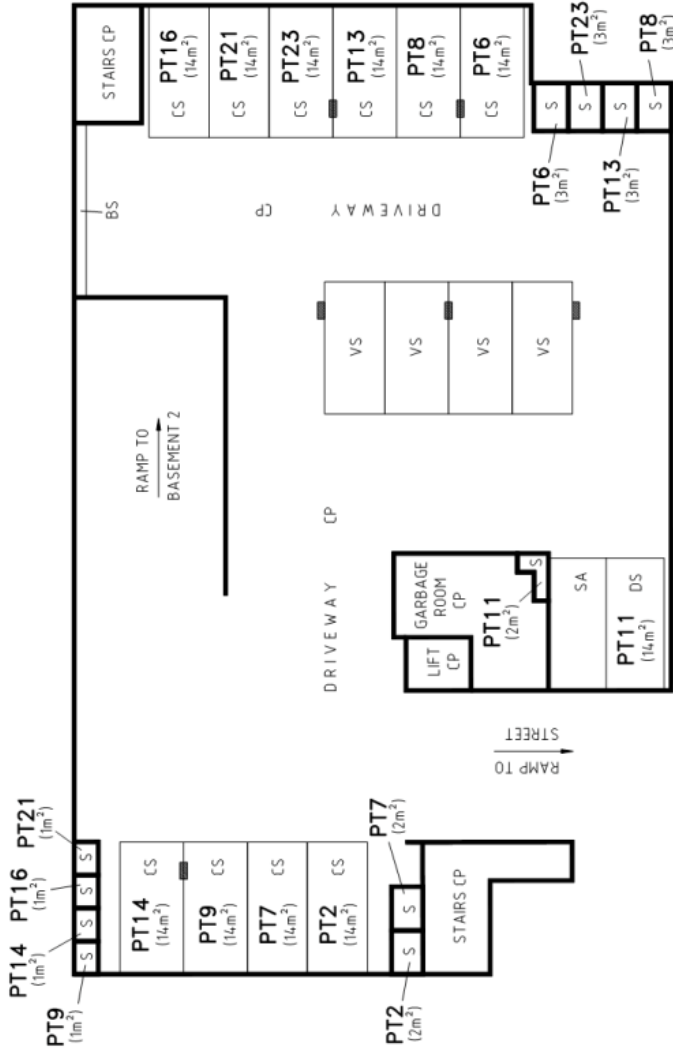 STAIRS CP
PT16
(14m²)
CS
PT21
(14m²)
CS
PT23
(14m²)
CS
PT13
(14m²)
CS
PT8
(14m²)
CS
PT6
(14m²)
CS
PT23
(3m²)
PT8
(3m²)
S
S
S
S
PT6
(3m²)
PT13
(3m²)
BS
DRIVEWAY CP
VS
VS
VS
VS
RAMP TO
BASEMENT 2
DRIVEWAY CP
GARBAGE
ROOM
CP
LIFT
CP
PT11
(2m²)
S
SA
DS
PT11
(14m²)
RAMP TO
STREET
PT21
(1m²)
PT16
(1m²)
PT14
(1m²)
PT9
(1m²)
S
S
S
S
CS
PT14
(14m²)
CS
PT9
(14m²)
CS
PT7
(14m²)
CS
PT2
(14m²)
PT7
(2m²)
S
S
PT2
(2m²)
STAIRS CP